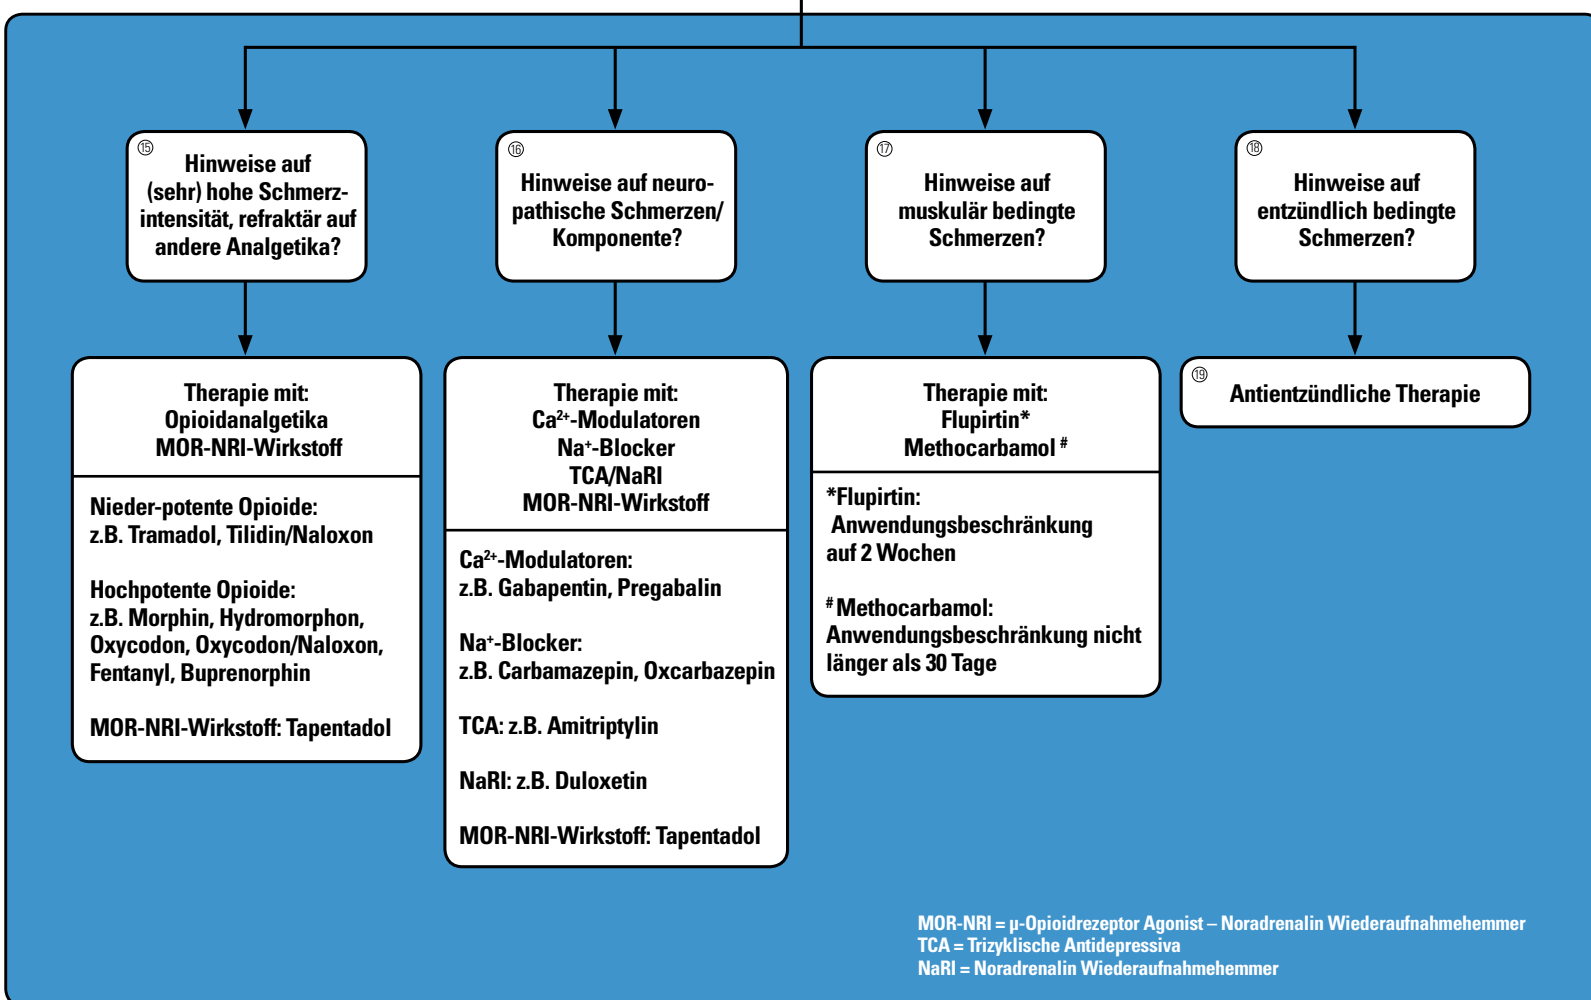 ⑮
Hinweise auf
(sehr) hohe Schmerz-
intensität, refraktär auf
andere Analgetika?
⑯
Hinweise auf neuro-
pathische Schmerzen/
Komponente?
⑰
Hinweise auf
muskulär bedingte
Schmerzen?
⑱
Hinweise auf
entzündlich bedingte
Schmerzen?
Therapie mit:
Opioidanalgetika
MOR-NRI-Wirkstoff
Nieder-potente Opioide:
z.B. Tramadol, Tilidin/Naloxon
Hochpotente Opioide:
z.B. Morphin, Hydromorphon,
Oxycodon, Oxycodon/Naloxon,
Fentanyl, Buprenorphin
MOR-NRI-Wirkstoff: Tapentadol
Therapie mit:
Ca²⁺-Modulatoren
Na⁺-Blocker
TCA/NaRI
MOR-NRI-Wirkstoff
Ca²⁺-Modulatoren:
z.B. Gabapentin, Pregabalin
Na⁺-Blocker:
z.B. Carbamazepin, Oxcarbazepin
TCA: z.B. Amitriptylin
NaRI: z.B. Duloxetin
MOR-NRI-Wirkstoff: Tapentadol
Therapie mit:
Flupirtin*
Methocarbamol #
*Flupirtin:
Anwendungsbeschränkung
auf 2 Wochen
# Methocarbamol:
Anwendungsbeschränkung nicht
länger als 30 Tage
⑲
Antientzündliche Therapie
MOR-NRI = µ-Opioidrezeptor Agonist – Noradrenalin Wiederaufnahmehemmer
TCA = Trizyklische Antidepressiva
NaRI = Noradrenalin Wiederaufnahmehemmer